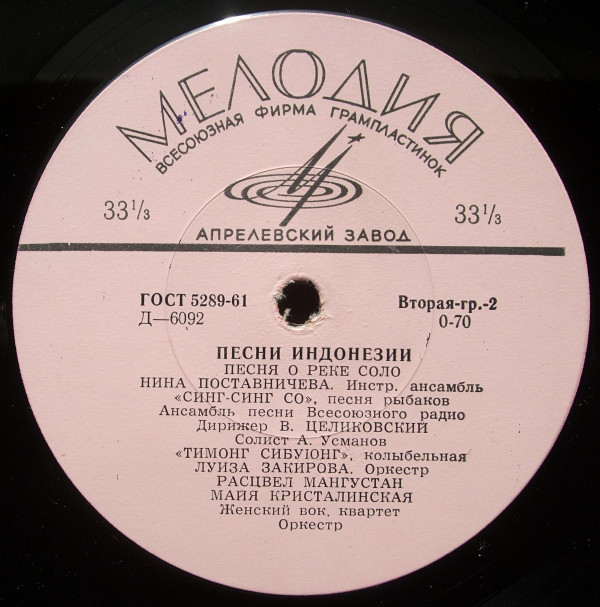 МЕЛОДИЯ
ВСЕСОЮЗНАЯ ФИРМА ГРАМПЛАСТИНОК
33⅓ 33⅓
АПРЕЛЕВСКИЙ ЗАВОД
ГОСТ 5289-61 Вторая-гр.-2
Д—6092 0-70
ПЕСНИ ИНДОНЕЗИИ
ПЕСНЯ О РЕКЕ СОЛО
НИНА ПОСТАВНИЧЕВА. Инстр. ансамбль
«СИНГ-СИНГ СО», песня рыбаков
Ансамбль песни Всесоюзного радио
Дирижер В. ЦЕЛИКОВСКИЙ
Солист А. Усманов
«ТИМОНГ СИБУЮНГ», колыбельная
ЛУИЗА ЗАКИРОВА. Оркестр
РАСЦВЕЛ МАНГУСТАН
МАЙЯ КРИСТАЛИНСКАЯ
Женский вок. квартет
Оркестр